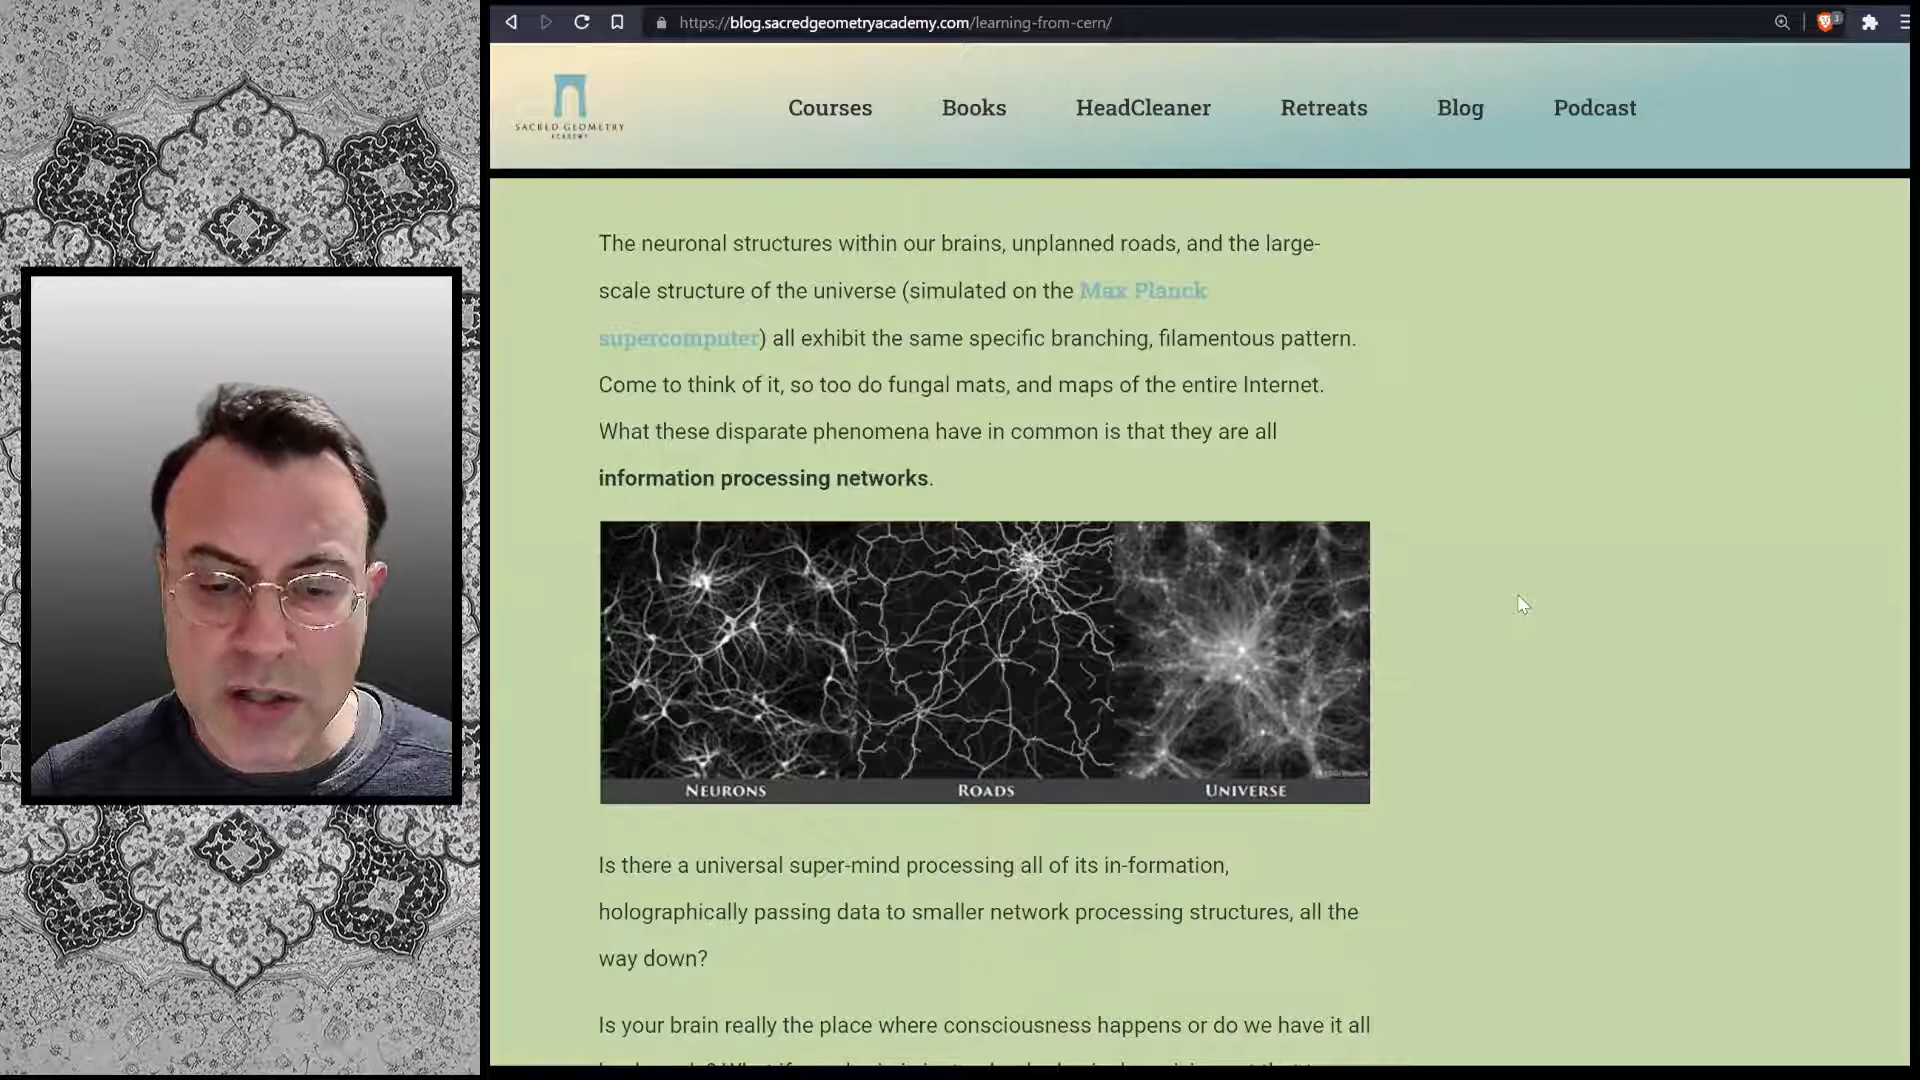 https://blog.sacredgeometryacademy.com/learning-from-cern/
3
SACRED GEOMETRY
ACADEMY
Courses
Books
HeadCleaner
Retreats
Blog
Podcast
The neuronal structures within our brains, unplanned roads, and the large-
scale structure of the universe (simulated on the Max Planck
supercomputer) all exhibit the same specific branching, filamentous pattern.
Come to think of it, so too do fungal mats, and maps of the entire Internet.
What these disparate phenomena have in common is that they are all
information processing networks.
NEURONS
ROADS
UNIVERSE
Is there a universal super-mind processing all of its in-formation,
holographically passing data to smaller network processing structures, all the
way down?
Is your brain really the place where consciousness happens or do we have it all